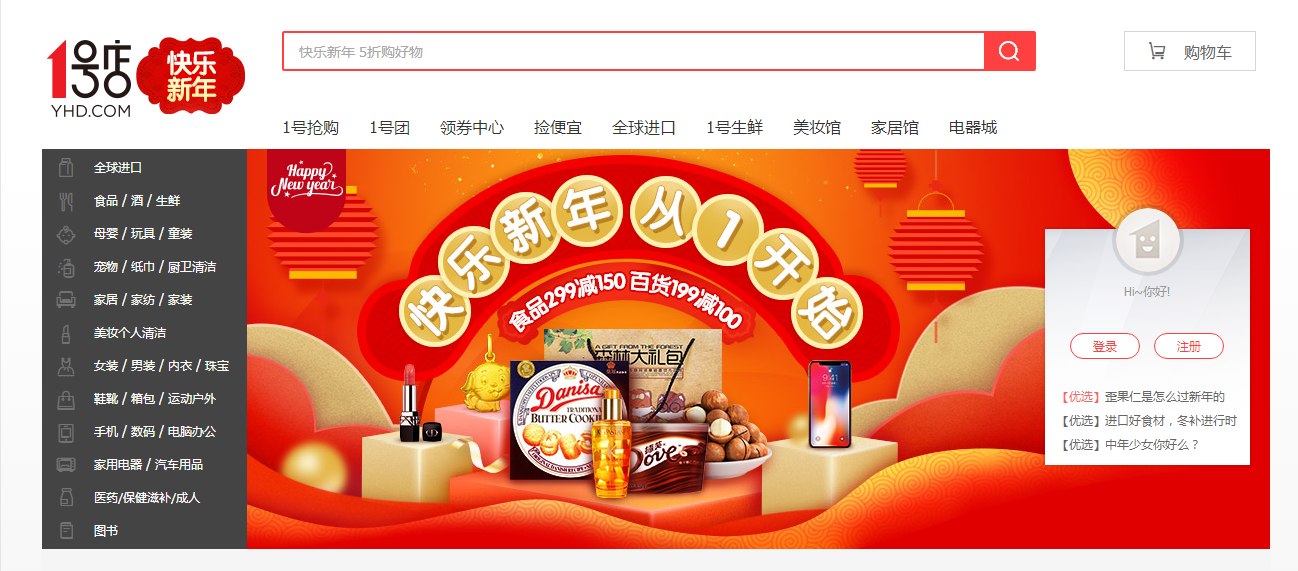 1号店
YHD.COM
快乐
新年
快乐新年 5折购好物
购物车
1号抢购
1号团
领券中心
捡便宜
全球进口
1号生鲜
美妆馆
家居馆
电器城
全球进口
食品 / 酒 / 生鲜
母婴 / 玩具 / 童装
宠物 / 纸巾 / 厨卫清洁
家居 / 家纺 / 家装
美妆个人清洁
女装 / 男装 / 内衣 / 珠宝
鞋靴 / 箱包 / 运动户外
手机 / 数码 / 电脑办公
家用电器 / 汽车用品
医药/保健滋补/成人
图书
Happy
New year
快乐新年 从1开始
食品299减150 百货199减100
A GIFT FROM THE FOREST
森林大礼包
Danisa
TRADITIONAL
BUTTER COOKIES
德芙
Dove
9:41
Hi~你好!
登录
注册
【优选】歪果仁是怎么过新年的
【优选】进口好食材，冬补进行时
【优选】中年少女你好么？